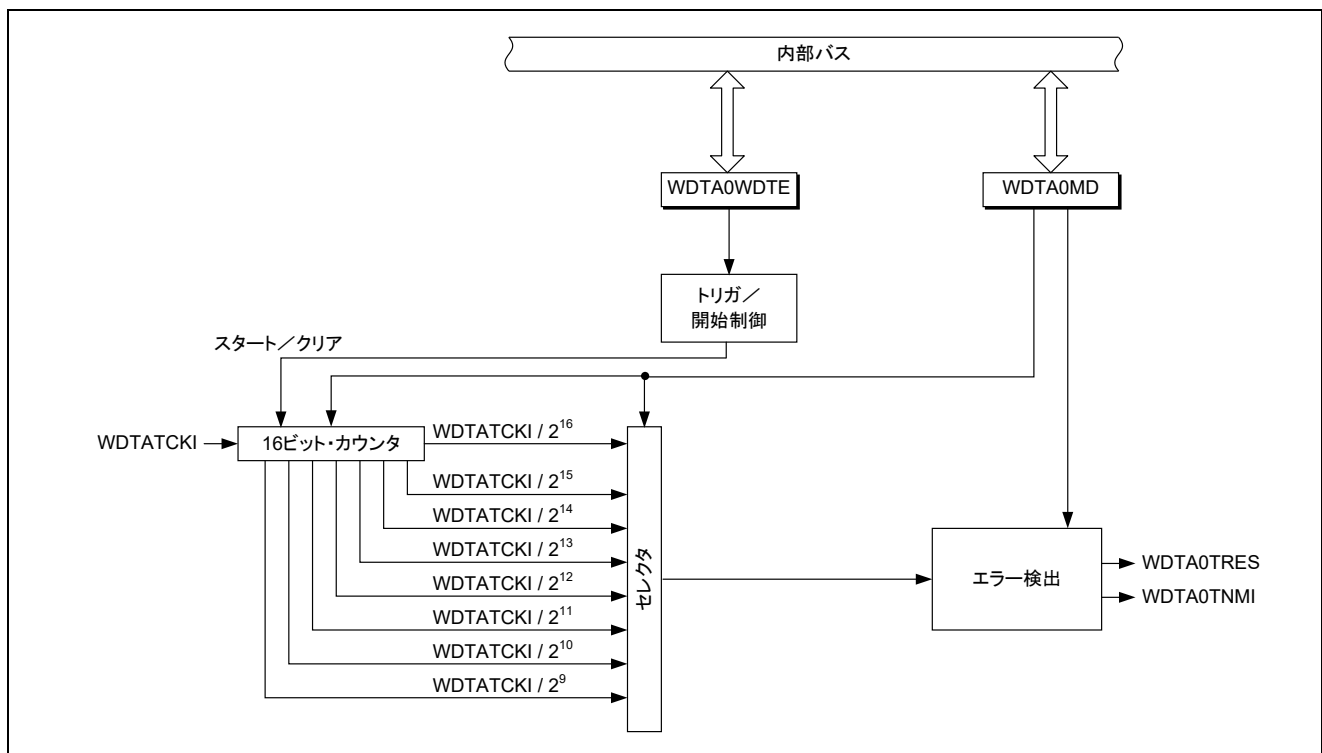 内部バス
WDTA0WDTE
WDTA0MD
トリガ／
開始制御
スタート／クリア
WDTATCKI
16ビット・カウンタ
WDTATCKI / 2^16
WDTATCKI / 2^15
WDTATCKI / 2^14
WDTATCKI / 2^13
WDTATCKI / 2^12
WDTATCKI / 2^11
WDTATCKI / 2^10
WDTATCKI / 2^9
セレクタ
エラー検出
WDTA0TRES
WDTA0TNMI